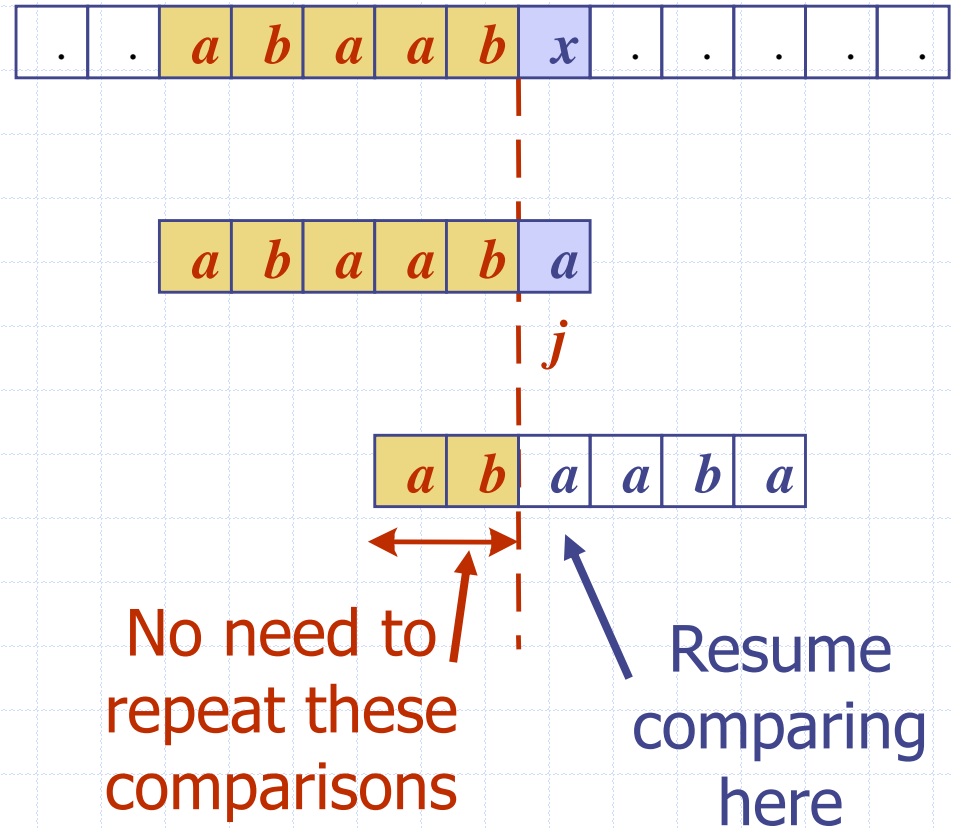 . . a b a a b x . . . . .
a b a a b a
j
a b a a b a
No need to
repeat these
comparisons
Resume
comparing
here